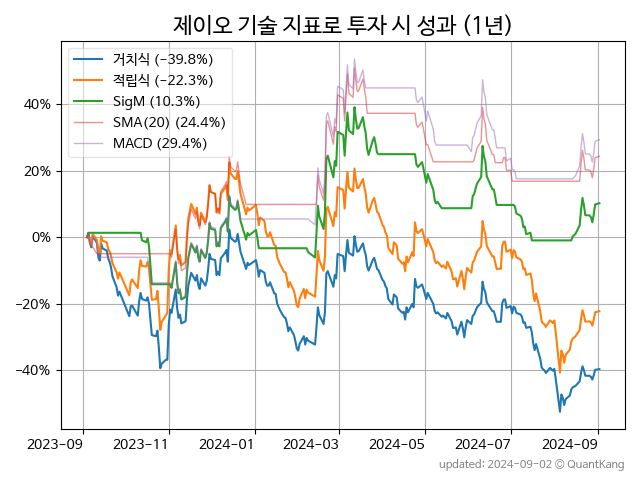 제이오 기술 지표로 투자 시 성과 (1년)
거치식 (−39.8%)
적립식 (−22.3%)
SigM (10.3%)
SMA(20) (24.4%)
MACD (29.4%)
40%
20%
0%
−20%
−40%
2023-09 2023-11 2024-01 2024-03 2024-05 2024-07 2024-09
updated: 2024-09-02 ⓒ QuantKang